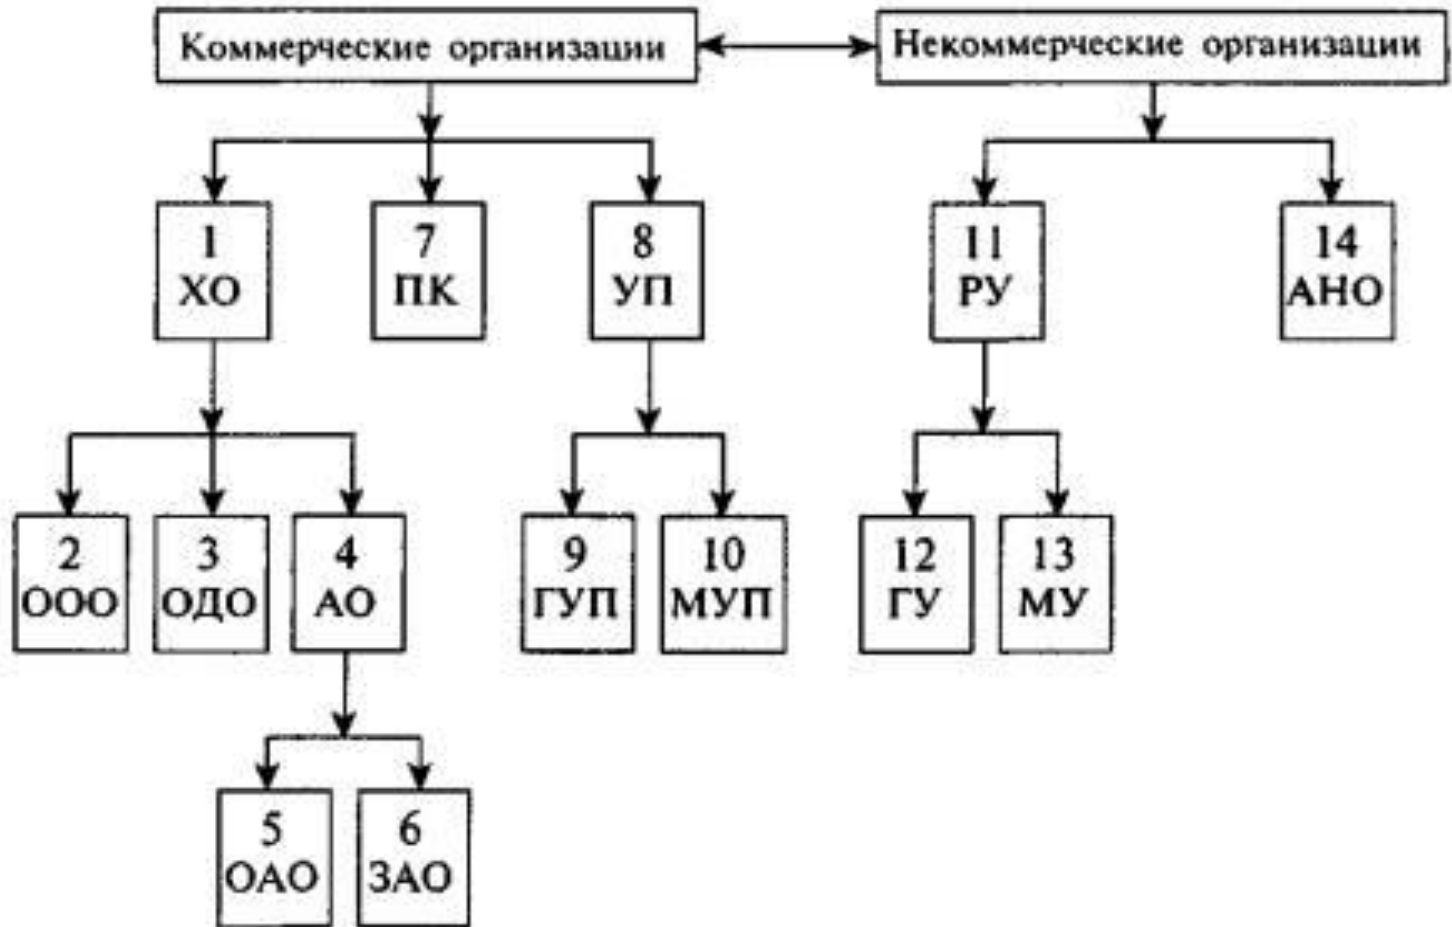 Коммерческие организации
Некоммерческие организации
1
ХО
7
ПК
8
УП
11
РУ
14
АНО
2
ООО
3
ОДО
4
АО
9
ГУП
10
МУП
12
ГУ
13
МУ
5
ОАО
6
ЗАО